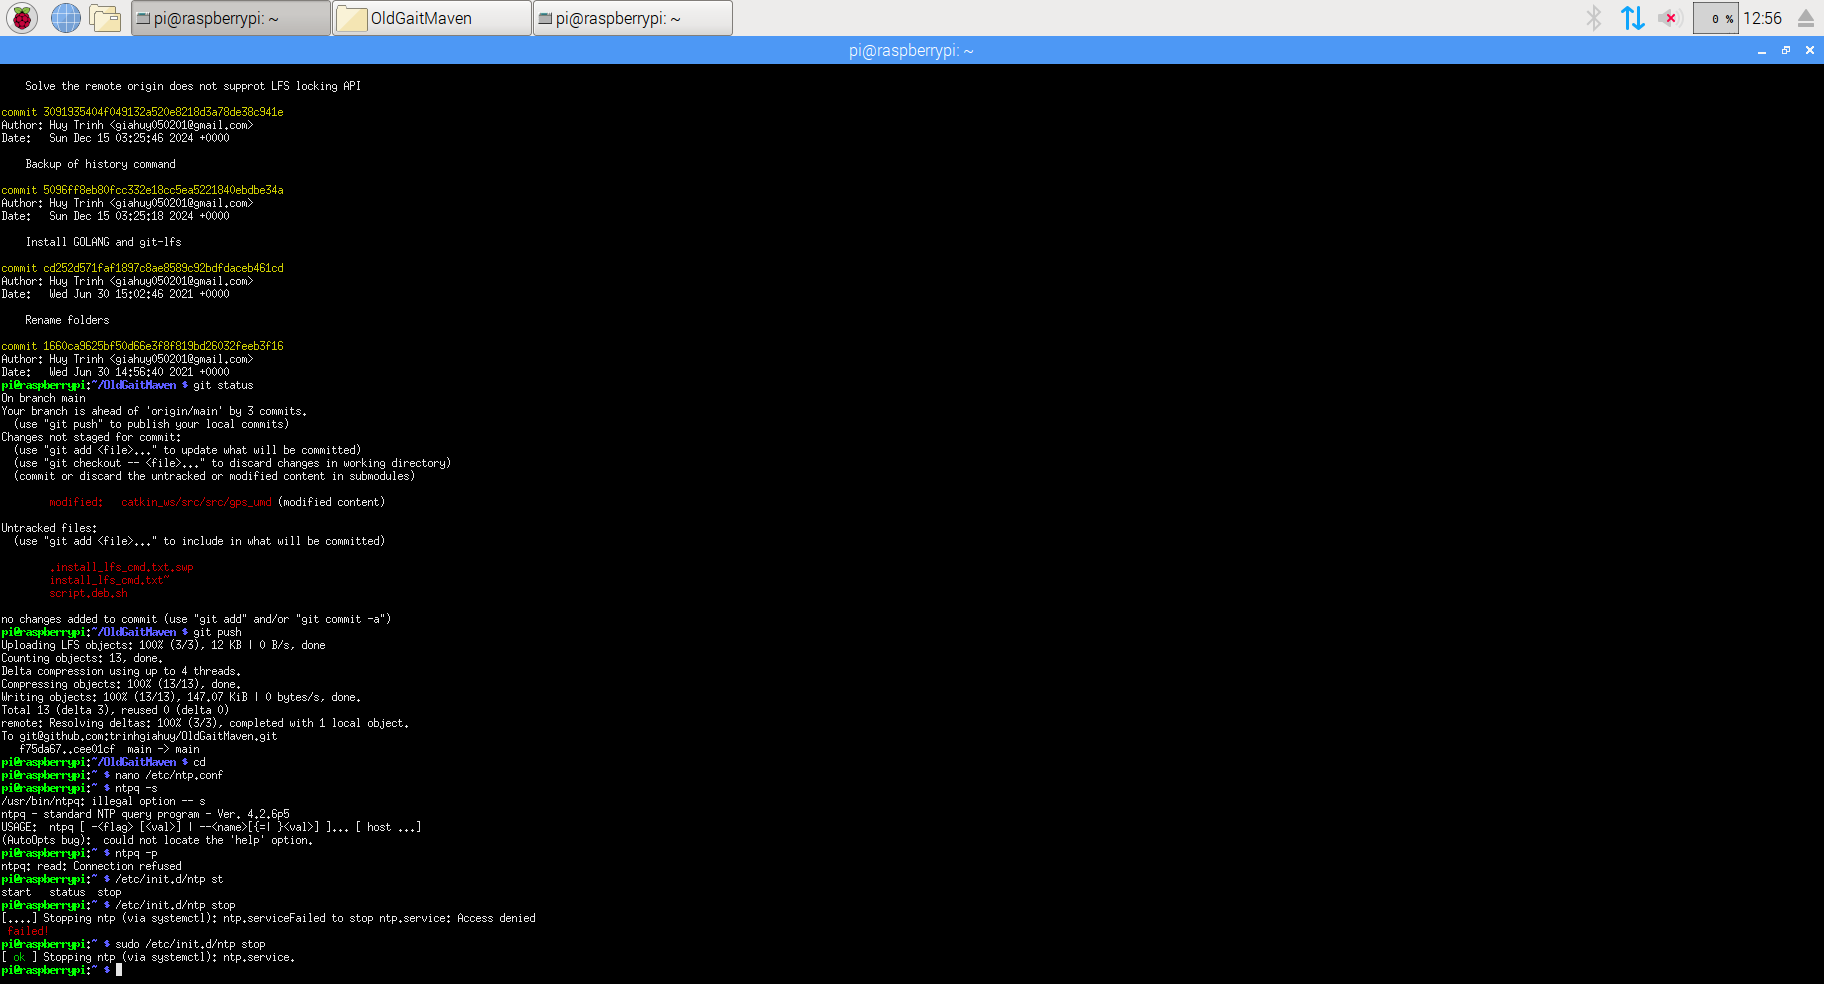 pi@raspberrypi: ~
OldGaitMaven
pi@raspberrypi: ~
0 %
12:56
pi@raspberrypi: ~
Solve the remote origin does not supprot LFS locking API
commit 3091935404f049132a520e8218d3a78de38c941e
Author: Huy Trinh <giahuy050201@gmail.com>
Date:   Sun Dec 15 03:25:46 2024 +0000
Backup of history command
commit 5096ff8eb80fcc332e18cc5ea5221840ebdbe34a
Author: Huy Trinh <giahuy050201@gmail.com>
Date:   Sun Dec 15 03:25:18 2024 +0000
Install GOLANG and git-lfs
commit cd252d571faf1897c8ae8589c92bdfdaceb461cd
Author: Huy Trinh <giahuy050201@gmail.com>
Date:   Wed Jun 30 15:02:46 2021 +0000
Rename folders
commit 1660ca9625bf50d66e3f8f819bd26032feeb3f16
Author: Huy Trinh <giahuy050201@gmail.com>
Date:   Wed Jun 30 14:56:40 2021 +0000
pi@raspberrypi:~/OldGaitMaven $ git status
On branch main
Your branch is ahead of 'origin/main' by 3 commits.
  (use "git push" to publish your local commits)
Changes not staged for commit:
  (use "git add <file>..." to update what will be committed)
  (use "git checkout -- <file>..." to discard changes in working directory)
  (commit or discard the untracked or modified content in submodules)
modified:   catkin_ws/src/src/gps_umd (modified content)
Untracked files:
  (use "git add <file>..." to include in what will be committed)
.install_lfs_cmd.txt.swp
install_lfs_cmd.txt~
script.deb.sh
no changes added to commit (use "git add" and/or "git commit -a")
pi@raspberrypi:~/OldGaitMaven $ git push
Uploading LFS objects: 100% (3/3), 12 KB | 0 B/s, done
Counting objects: 13, done.
Delta compression using up to 4 threads.
Compressing objects: 100% (13/13), done.
Writing objects: 100% (13/13), 147.07 KiB | 0 bytes/s, done.
Total 13 (delta 3), reused 0 (delta 0)
remote: Resolving deltas: 100% (3/3), completed with 1 local object.
To git@github.com:trinhgiahuy/OldGaitMaven.git
   f75da67..cee01cf  main -> main
pi@raspberrypi:~/OldGaitMaven $ cd
pi@raspberrypi:~ $ nano /etc/ntp.conf
pi@raspberrypi:~ $ ntpq -s
/usr/bin/ntpq: illegal option -- s
ntpq - standard NTP query program - Ver. 4.2.6p5
USAGE:  ntpq [ -<flag> [<val>] | --<name>[{=| }<val>] ]... [ host ...]
(AutoOpts bug):  could not locate the 'help' option.
pi@raspberrypi:~ $ ntpq -p
ntpq: read: Connection refused
pi@raspberrypi:~ $ /etc/init.d/ntp st
start   status  stop
pi@raspberrypi:~ $ /etc/init.d/ntp stop
[....] Stopping ntp (via systemctl): ntp.serviceFailed to stop ntp.service: Access denied
 failed!
pi@raspberrypi:~ $ sudo /etc/init.d/ntp stop
[ ok ] Stopping ntp (via systemctl): ntp.service.
pi@raspberrypi:~ $